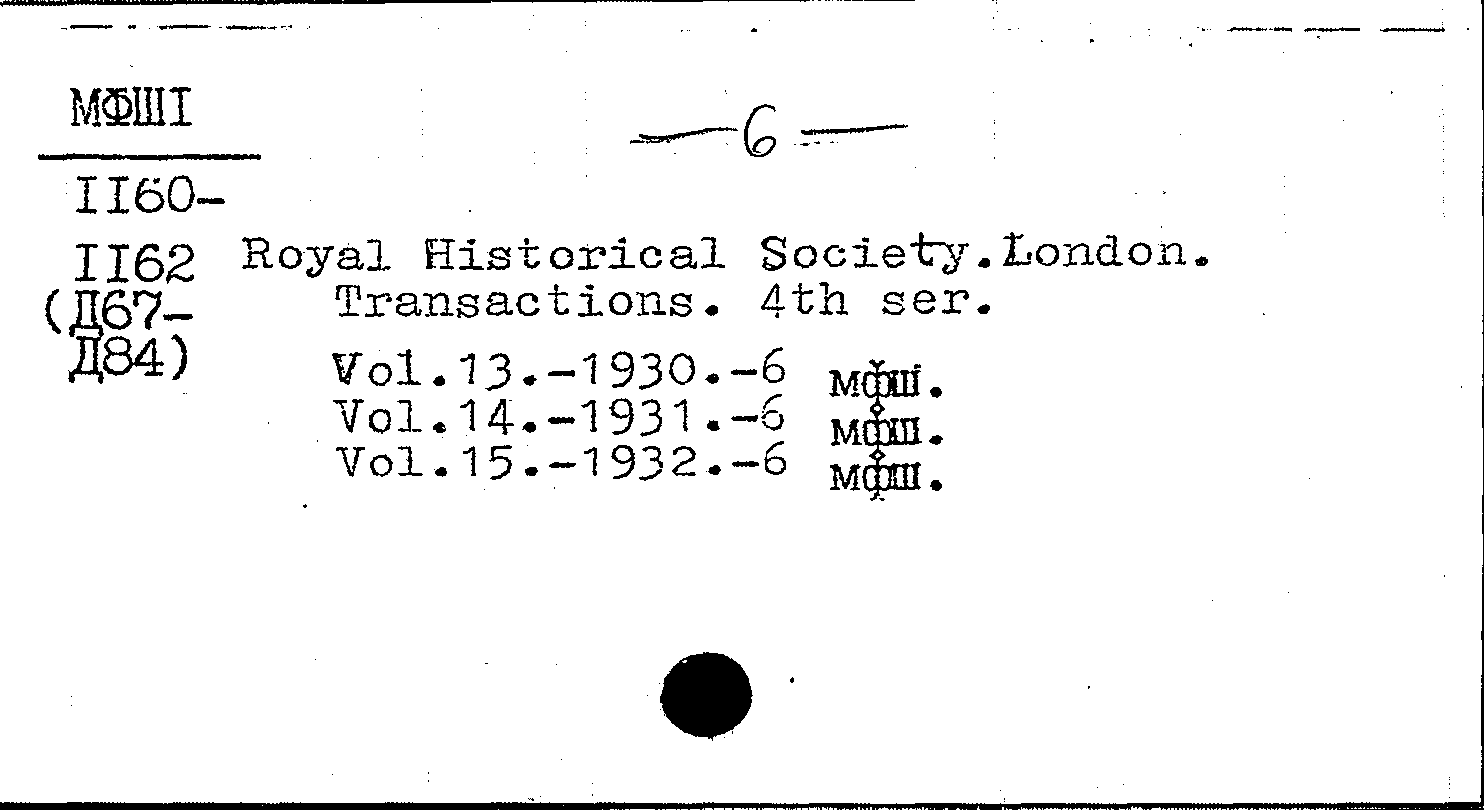 МФШI
— 6 —
II60-
II62
(Д67-
Д84)
Royal Historical Society.London.
Transactions. 4th ser.
Vol.13.-1930.-6 мфш.
Vol.14.-1931.-6 мфш.
Vol.15.-1932.-6 мфш.